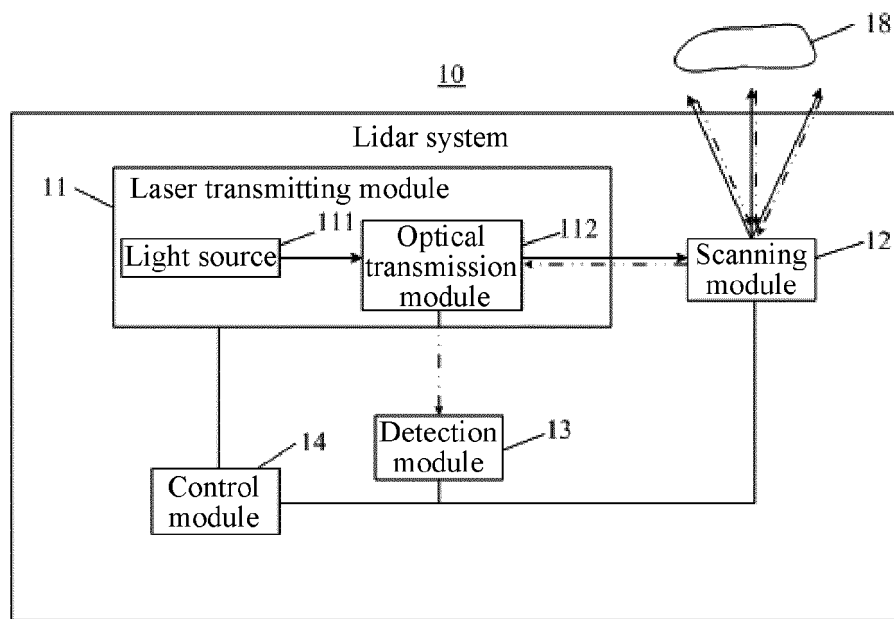 18
10
Lidar system
11
Laser transmitting module
111
112
12
Light source
Optical
transmission
module
Scanning
module
14
13
Detection
module
Control
module